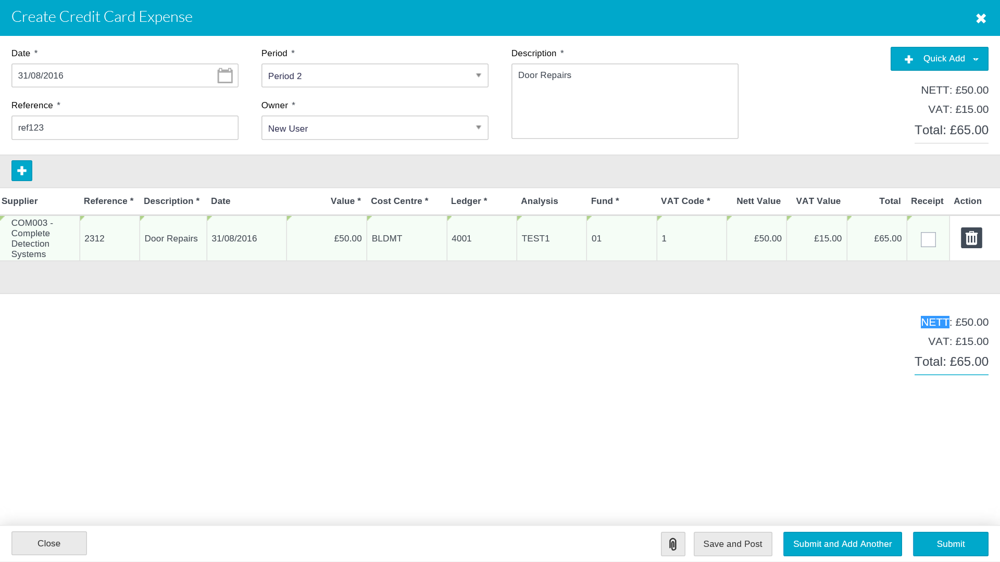 Create Credit Card Expense
Date *
Period *
Description *
31/08/2016
Period 2
Door Repairs
Quick Add
Reference *
Owner *
ref123
New User
NETT: £50.00
VAT: £15.00
Total: £65.00
Supplier Reference * Description * Date Value * Cost Centre * Ledger * Analysis Fund * VAT Code * Nett Value VAT Value Total Receipt Action
COM003 -
Complete
Detection
Systems
2312 Door Repairs 31/08/2016 £50.00 BLDMT 4001 TEST1 01 1 £50.00 £15.00 £65.00
NETT: £50.00
VAT: £15.00
Total: £65.00
Close
Save and Post
Submit and Add Another
Submit